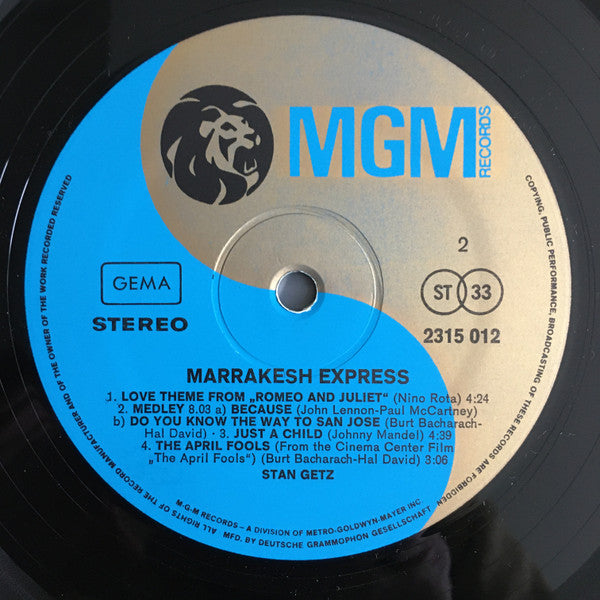 MGM
RECORDS
2
GEMA
STEREO
ST 33
2315 012
MARRAKESH EXPRESS
1. LOVE THEME FROM „ROMEO AND JULIET“ (Nino Rota) 4:24
2. MEDLEY 8.03 a) BECAUSE (John Lennon-Paul McCartney)
b) DO YOU KNOW THE WAY TO SAN JOSE (Burt Bacharach-
Hal David) · 3. JUST A CHILD (Johnny Mandel) 4:39
4. THE APRIL FOOLS (From the Cinema Center Film
„The April Fools“) (Burt Bacharach-Hal David) 3:06
STAN GETZ
M-G-M RECORDS – A DIVISION OF METRO-GOLDWYN-MAYER INC.
MFD. BY DEUTSCHE GRAMMOPHON GESELLSCHAFT
ALL RIGHTS OF THE RECORD MANUFACTURER AND OF THE OWNER OF THE WORK RECORDED RESERVED
COPYING, PUBLIC PERFORMANCE, BROADCASTING OF THESE RECORDS ARE FORBIDDEN